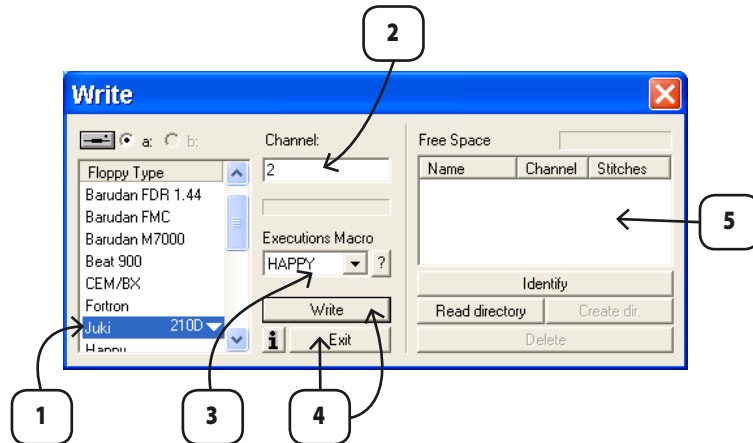 2
Write
a:
b:
Channel:
Free Space
Floppy Type
2
Name Channel Stitches
Barudan FDR 1.44
Barudan FMC
Barudan M7000
Executions Macro
Beat 900
HAPPY ?
CEM/BX
Identify
Fortron
Write
Read directory Create dir.
Juki 210D
i Exit
Delete
Happy
5
1
3
4